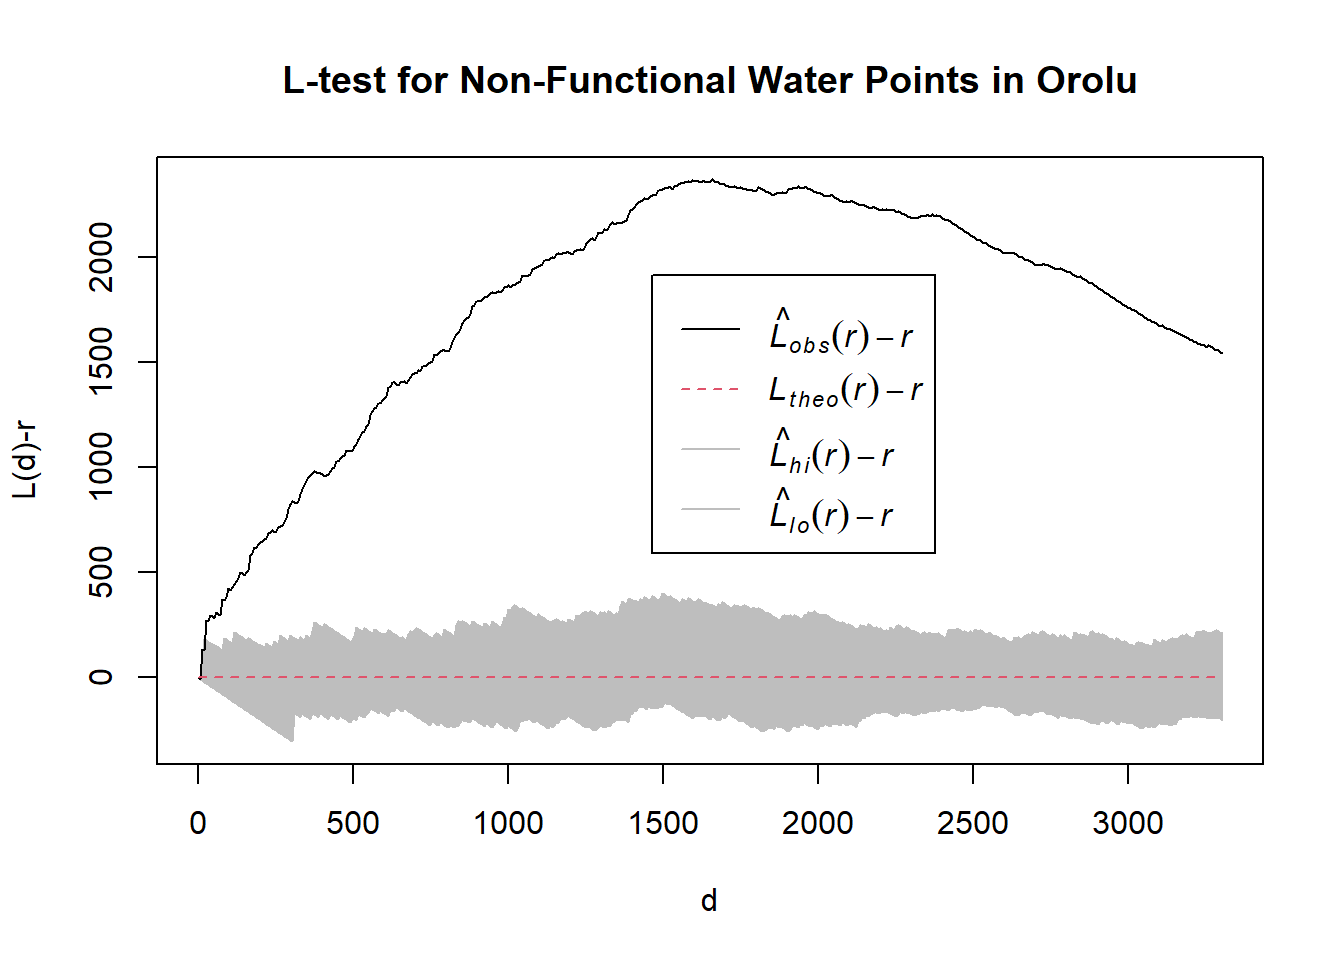 L-test for Non-Functional Water Points in Orolu
L(d)-r
2000
1500
1000
500
0
L̂obs(r) − r
Ltheo(r) − r
L̂hi(r) − r
L̂lo(r) − r
0 500 1000 1500 2000 2500 3000
d